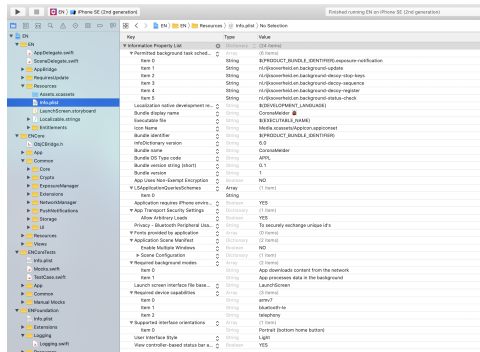 EN ) iPhone SE (2nd generation)
Finished running EN on iPhone SE (2nd generation)
EN
EN
AppDelegate.swift
SceneDelegate.swift
AppBridge
RequiresUpdate
Resources
Assets.xcassets
Info.plist
LaunchScreen.storyboard
Localizable.strings
Entitlements
ENCore
ObjCBridge.h
App
Common
Core
Crypto
ExposureManager
Extensions
NetworkManager
PushNotifications
Storage
UI
Resources
Views
ENCoreTests
Info.plist
Mocks.swift
TestCase.swift
App
Common
Manual Mocks
ENFoundation
Info.plist
Extensions
Logging
Logging.swift
EN 〉 EN 〉 Resources 〉 Info.plist 〉 No Selection
Key Type Value
Information Property List Dictionary (24 items)
Permitted background task sched... Array (6 items)
Item 0 String $(PRODUCT_BUNDLE_IDENTIFIER).exposure-notification
Item 1 String nl.rijksoverheid.en.background-update
Item 2 String nl.rijksoverheid.en.background-decoy-stop-keys
Item 3 String nl.rijksoverheid.en.background-decoy-sequence
Item 4 String nl.rijksoverheid.en.background-decoy-register
Item 5 String nl.rijksoverheid.en.background-status-check
Localization native development re... String $(DEVELOPMENT_LANGUAGE)
Bundle display name String CoronaMelder
Executable file String $(EXECUTABLE_NAME)
Icon Name String Media.xcassets/AppIcon.appiconset
Bundle identifier String $(PRODUCT_BUNDLE_IDENTIFIER)
InfoDictionary version String 6.0
Bundle name String CoronaMelder
Bundle OS Type code String APPL
Bundle version string (short) String 0.1
Bundle version String 1
App Uses Non-Exempt Encryption Boolean NO
LSApplicationQueriesSchemes Array (1 item)
Item 0 String
Application requires iPhone enviro... Boolean YES
App Transport Security Settings Dictionary (1 item)
Allow Arbitrary Loads Boolean YES
Privacy - Bluetooth Peripheral Usa... String To securely exchange unique id's
Fonts provided by application Array (0 items)
Application Scene Manifest Dictionary (2 items)
Enable Multiple Windows Boolean NO
Scene Configuration Dictionary (1 item)
Required background modes Array (2 items)
Item 0 String App downloads content from the network
Item 1 String App processes data in the background
Launch screen interface file base... String LaunchScreen
Required device capabilities Array (3 items)
Item 0 String armv7
Item 1 String bluetooth-le
Item 2 String telephony
Supported interface orientations Array (1 item)
Item 0 String Portrait (bottom home button)
User Interface Style String Light
View controller-based status bar a... Boolean YES